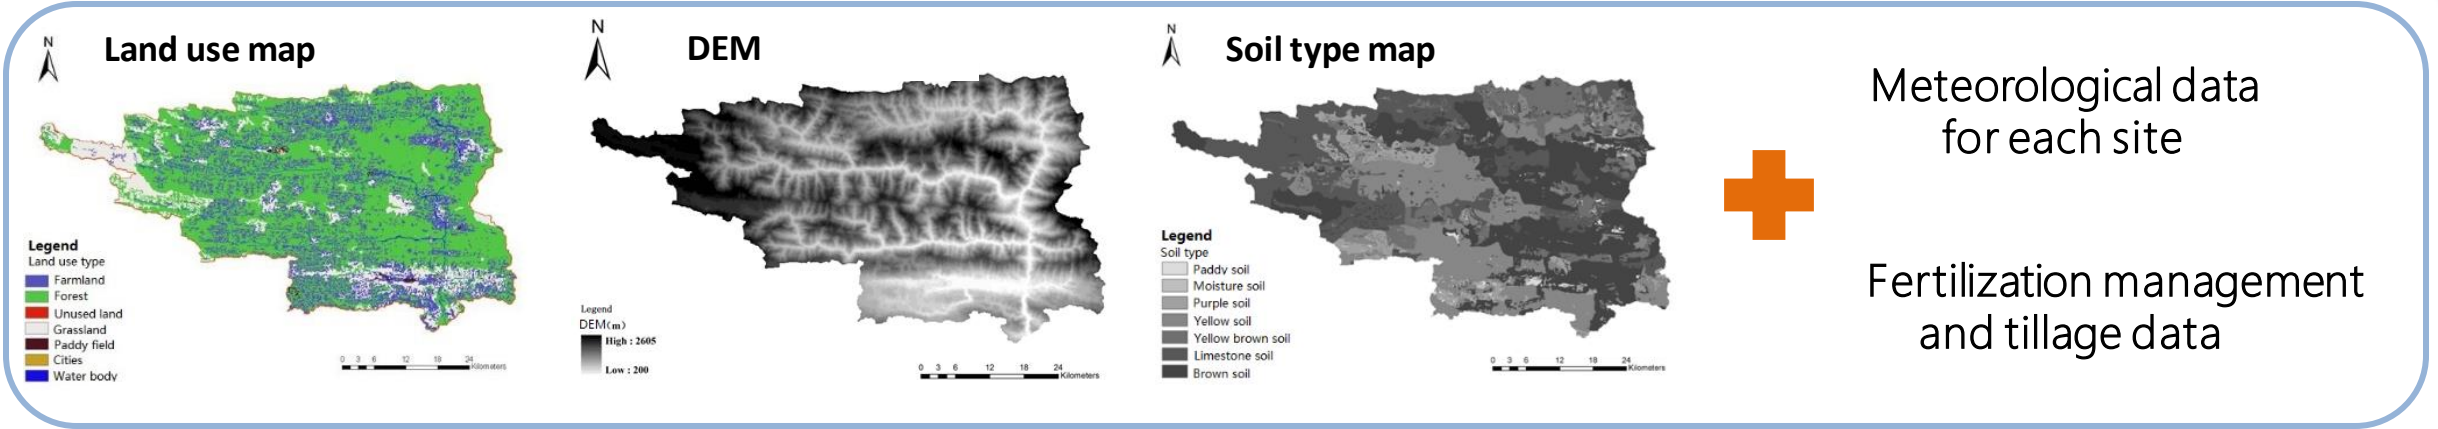 N
Land use map
Legend
Land use type
Farmland
Forest
Unused land
Grassland
Paddy field
Cities
Water body
0 3 6 12 18 24
Kilometers
N
DEM
Legend
DEM(m)
High : 2605
Low : 200
0 3 6 12 18 24
Kilometers
N
Soil type map
Legend
Soil type
Paddy soil
Moisture soil
Purple soil
Yellow soil
Yellow brown soil
Limestone soil
Brown soil
0 3 6 12 18 24
Kilometers
Meteorological data
for each site
Fertilization management
and tillage data